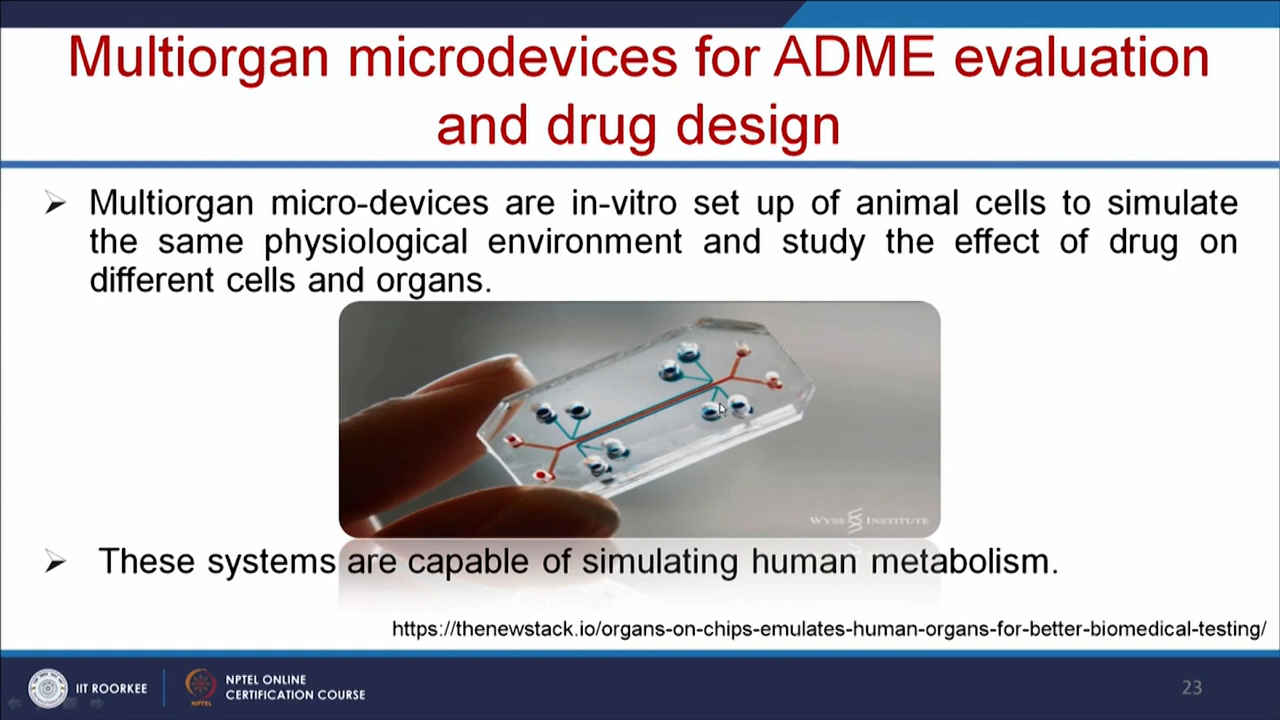 Multiorgan microdevices for ADME evaluation
and drug design
➢ Multiorgan micro-devices are in-vitro set up of animal cells to simulate
the same physiological environment and study the effect of drug on
different cells and organs.
WYSS INSTITUTE
➢ These systems are capable of simulating human metabolism.
https://thenewstack.io/organs-on-chips-emulates-human-organs-for-better-biomedical-testing/
IIT ROORKEE
NPTEL
NPTEL ONLINE
CERTIFICATION COURSE
23